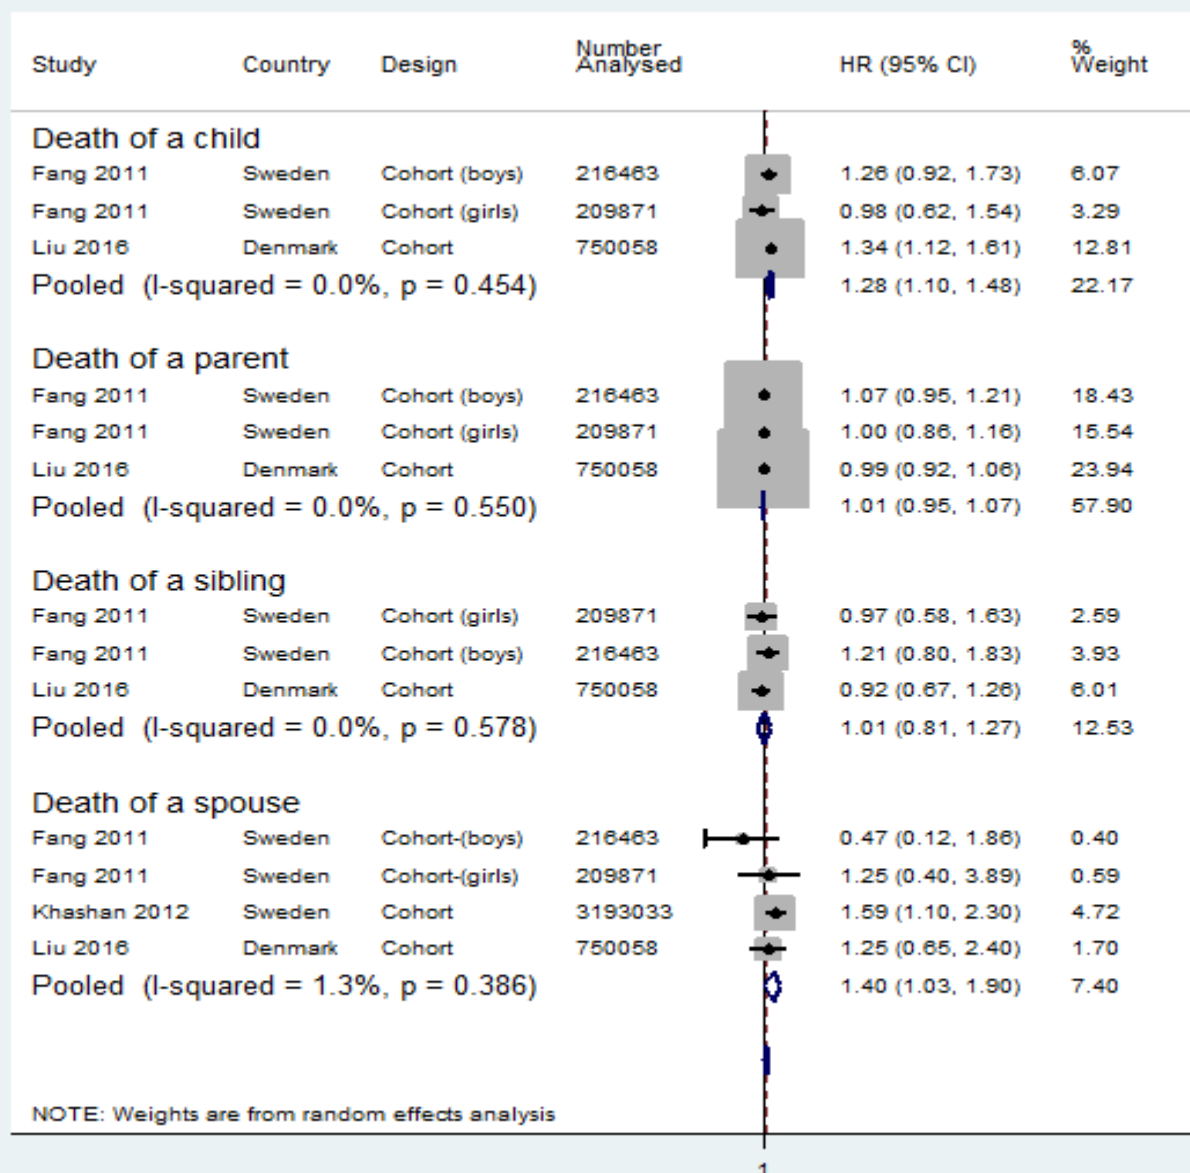 Study Country Design Number Analysed HR (95% CI) % Weight
Death of a child
Fang 2011 Sweden Cohort (boys) 216463 1.26 (0.92, 1.73) 6.07
Fang 2011 Sweden Cohort (girls) 209871 0.98 (0.62, 1.54) 3.29
Liu 2016 Denmark Cohort 750058 1.34 (1.12, 1.61) 12.81
Pooled (I-squared = 0.0%, p = 0.454) 1.28 (1.10, 1.48) 22.17
Death of a parent
Fang 2011 Sweden Cohort (boys) 216463 1.07 (0.95, 1.21) 18.43
Fang 2011 Sweden Cohort (girls) 209871 1.00 (0.86, 1.16) 15.54
Liu 2016 Denmark Cohort 750058 0.99 (0.92, 1.06) 23.94
Pooled (I-squared = 0.0%, p = 0.550) 1.01 (0.95, 1.07) 57.90
Death of a sibling
Fang 2011 Sweden Cohort (girls) 209871 0.97 (0.58, 1.63) 2.59
Fang 2011 Sweden Cohort (boys) 216463 1.21 (0.80, 1.83) 3.93
Liu 2016 Denmark Cohort 750058 0.92 (0.67, 1.26) 6.01
Pooled (I-squared = 0.0%, p = 0.578) 1.01 (0.81, 1.27) 12.53
Death of a spouse
Fang 2011 Sweden Cohort-(boys) 216463 0.47 (0.12, 1.86) 0.40
Fang 2011 Sweden Cohort-(girls) 209871 1.25 (0.40, 3.89) 0.59
Khashan 2012 Sweden Cohort 3193033 1.59 (1.10, 2.30) 4.72
Liu 2016 Denmark Cohort 750058 1.25 (0.65, 2.40) 1.70
Pooled (I-squared = 1.3%, p = 0.386) 1.40 (1.03, 1.90) 7.40
NOTE: Weights are from random effects analysis
1